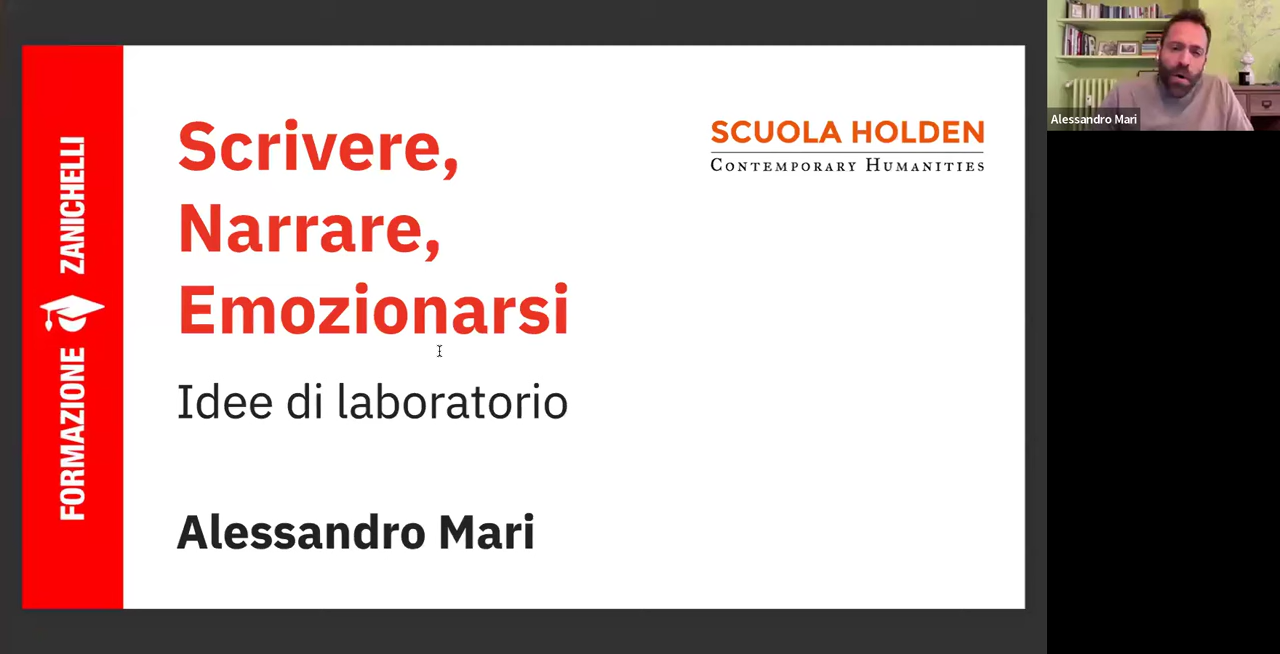 FORMAZIONE ZANICHELLI
Scrivere,
Narrare,
Emozionarsi
Idee di laboratorio
Alessandro Mari
SCUOLA HOLDEN
CONTEMPORARY HUMANITIES
Alessandro Mari